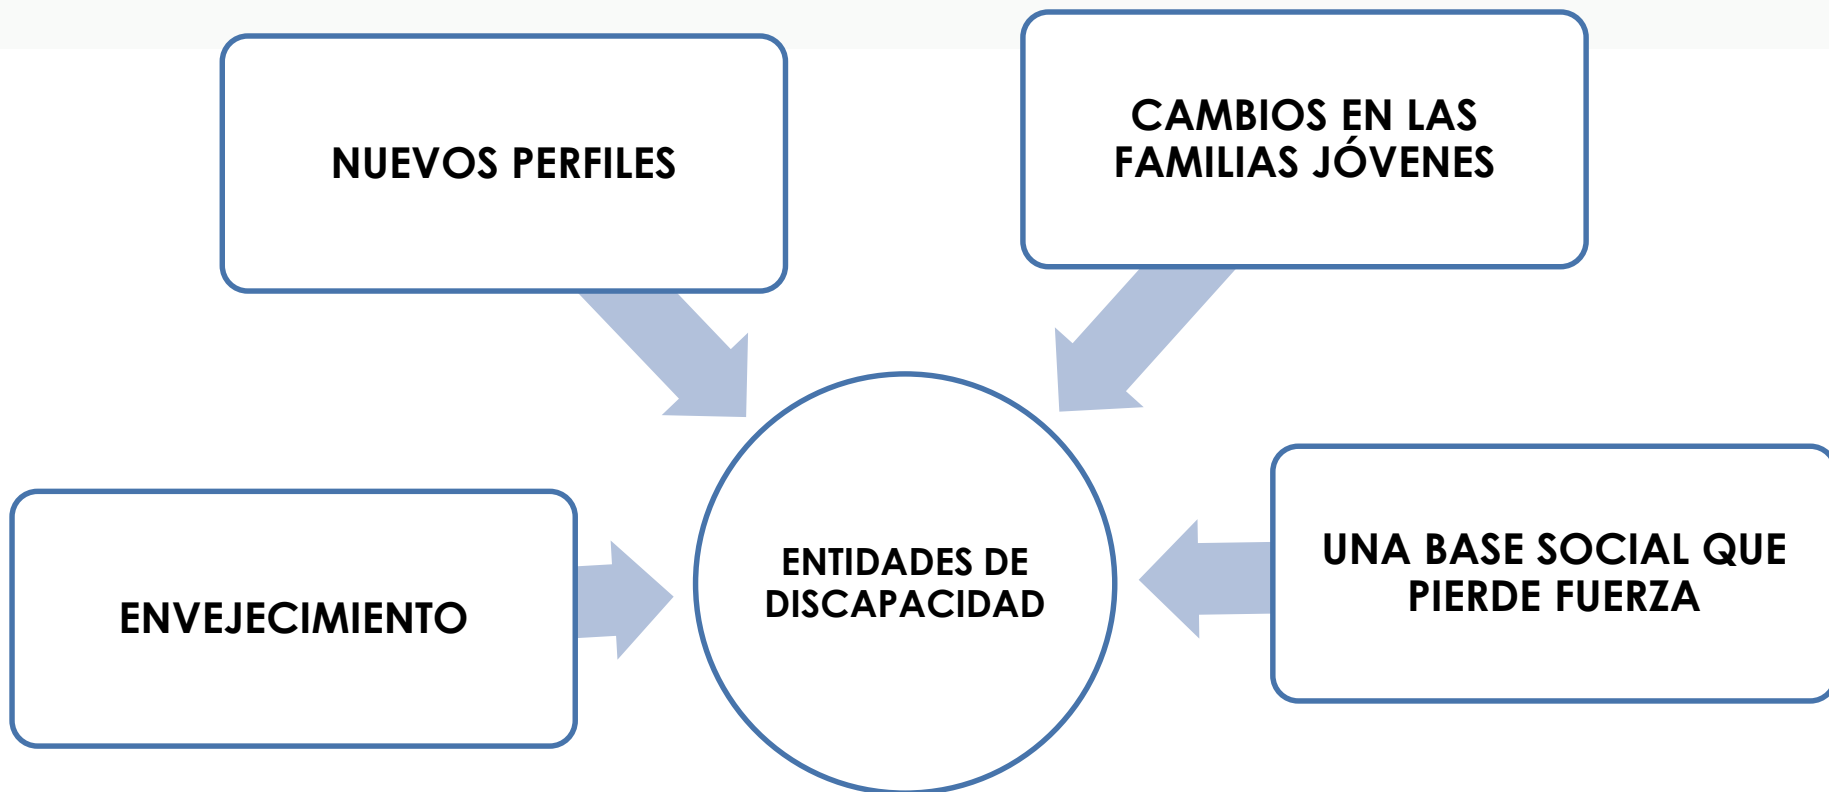 NUEVOS PERFILES
CAMBIOS EN LAS
FAMILIAS JÓVENES
ENVEJECIMIENTO
ENTIDADES DE
DISCAPACIDAD
UNA BASE SOCIAL QUE
PIERDE FUERZA